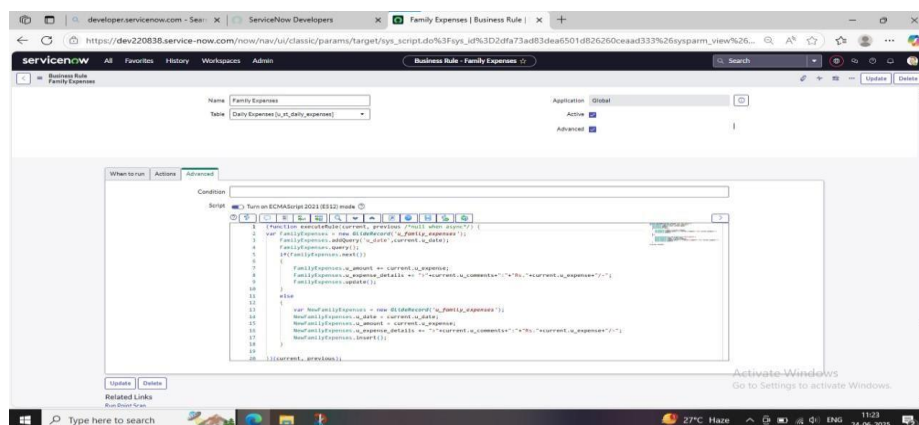 developer.servicenow.com - Sear
ServiceNow Developers
Family Expenses | Business Rule |
https://dev220838.service-now.com/now/nav/ui/classic/params/target/sys_script.do%3Fsys_id%3D2dfa73ad83dea6501d826260ceaad333%26sysparm_view%26...
servicenow
All Favorites History Workspaces Admin
Business Rule - Family Expenses
Search
Business Rule
Family Expenses
Update Delete
Name Family Expenses
Application Global
Table Daily Expenses [u_st_daily_expenses]
Active
Advanced
When to run Actions Advanced
Condition
Script Turn on ECMAScript 2021 (ES12) mode
1 (function executeRule(current, previous /*null when async*/) {
2 var FamilyExpenses = new GlideRecord('u_family_expenses');
3 FamilyExpenses.addQuery('u_date',current.u_date);
4 FamilyExpenses.query();
5 if(FamilyExpenses.next())
6 {
7 FamilyExpenses.u_amount += current.u_expense;
8 FamilyExpenses.u_expense_details += ">"+current.u_comments+":"+"Rs."+current.u_expense+"/-";
9 FamilyExpenses.update();
10 }
11 else
12 {
13 var NewFamilyExpenses = new GlideRecord('u_family_expenses');
14 NewFamilyExpenses.u_date = current.u_date;
15 NewFamilyExpenses.u_amount = current.u_expense;
16 NewFamilyExpenses.u_expense_details += ">"+current.u_comments+":"+"Rs."+current.u_expense+"/-";
17 NewFamilyExpenses.insert();
18 }
19
20 })(current, previous);
Update Delete
Related Links
Run Point Scan
Activate Windows
Go to Settings to activate Windows.
Type here to search
27°C Haze
ENG
11:23
24-06-2025